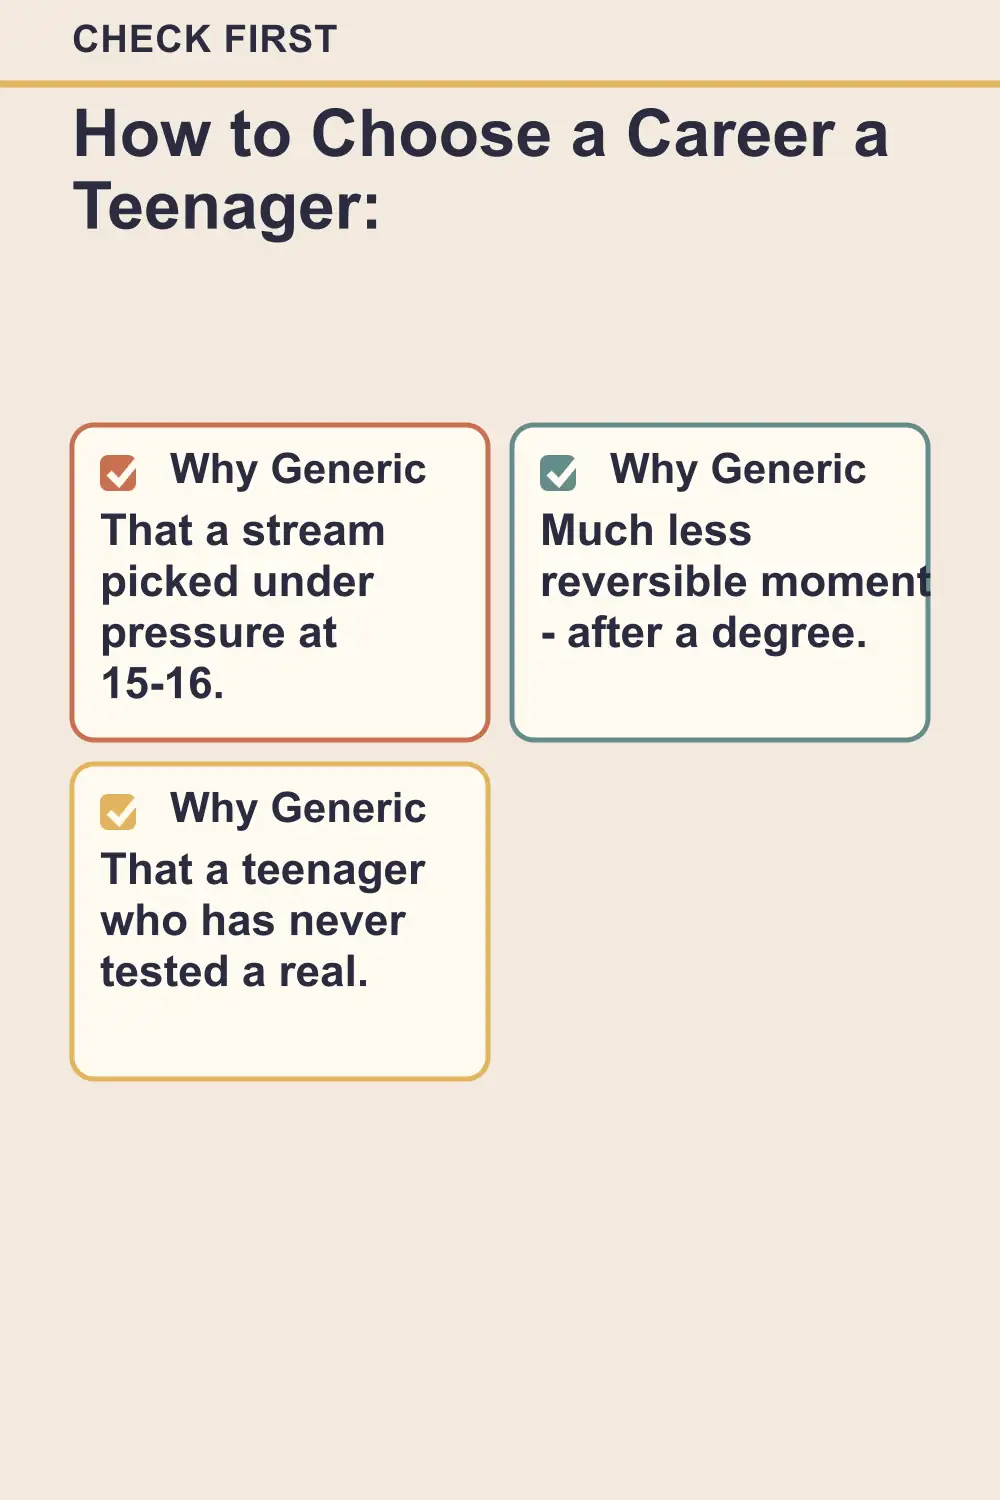 CHECK FIRST
How to Choose a Career a
Teenager:
Why Generic
That a stream
picked under
pressure at
15-16.
Why Generic
Much less
reversible moment
- after a degree.
Why Generic
That a teenager
who has never
tested a real.